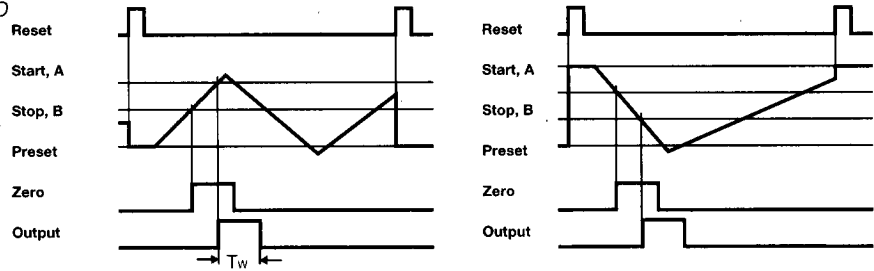 Reset
Start, A
Stop, B
Preset
Zero
Output
Tw
Reset
Start, A
Stop, B
Preset
Zero
Output